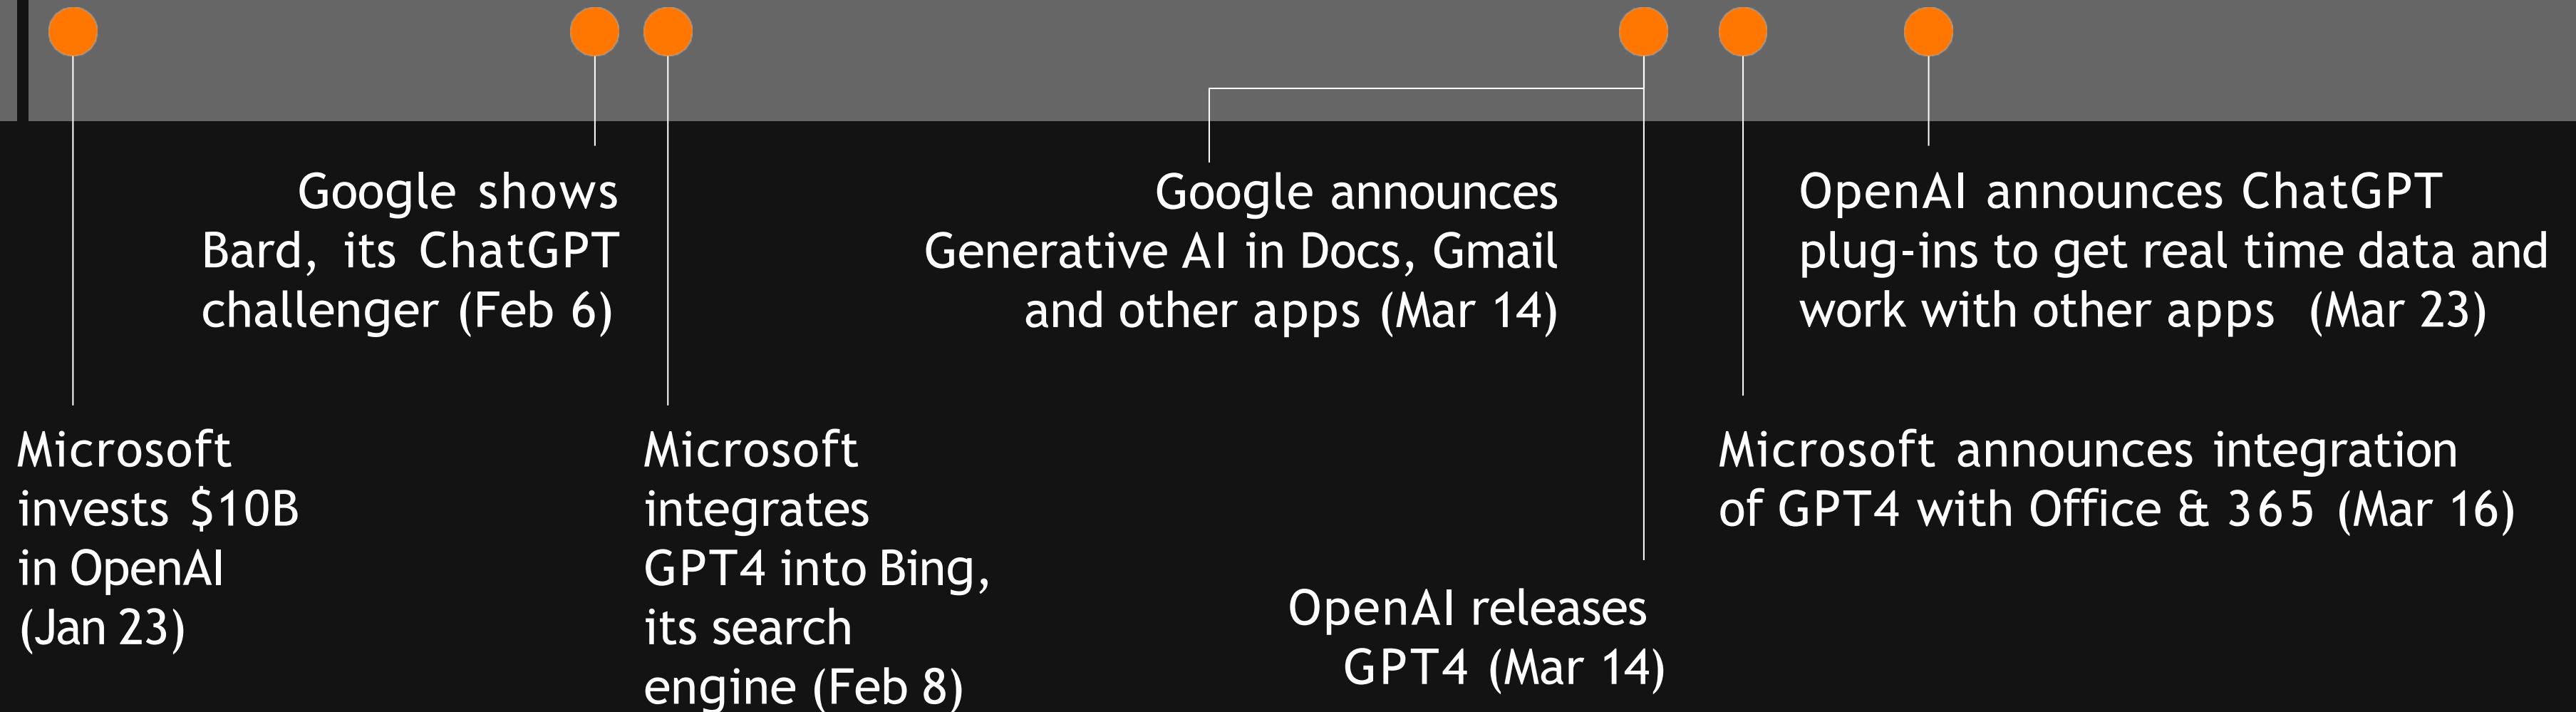 Google shows
Bard, its ChatGPT
challenger (Feb 6)
Google announces
Generative AI in Docs, Gmail
and other apps (Mar 14)
OpenAI announces ChatGPT
plug-ins to get real time data and
work with other apps (Mar 23)
Microsoft
invests $10B
in OpenAI
(Jan 23)
Microsoft
integrates
GPT4 into Bing,
its search
engine (Feb 8)
OpenAI releases
GPT4 (Mar 14)
Microsoft announces integration
of GPT4 with Office & 365 (Mar 16)